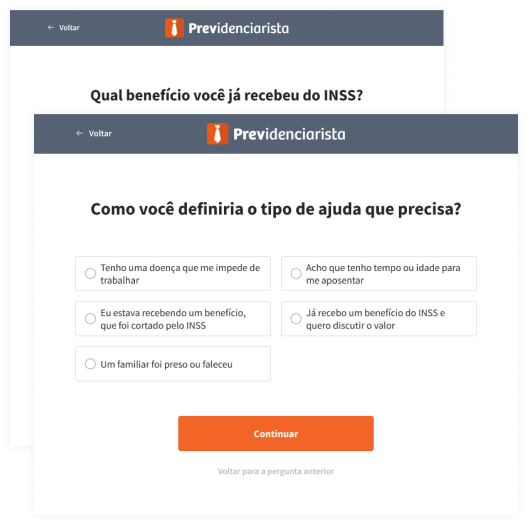 ← Voltar
Previdenciarista
Qual benefício você já recebeu do INSS?
← Voltar
Previdenciarista
Como você definiria o tipo de ajuda que precisa?
Tenho uma doença que me impede de
trabalhar
Acho que tenho tempo ou idade para
me aposentar
Eu estava recebendo um benefício,
que foi cortado pelo INSS
Já recebo um benefício do INSS e
quero discutir o valor
Um familiar foi preso ou faleceu
Continuar
Voltar para a pergunta anterior